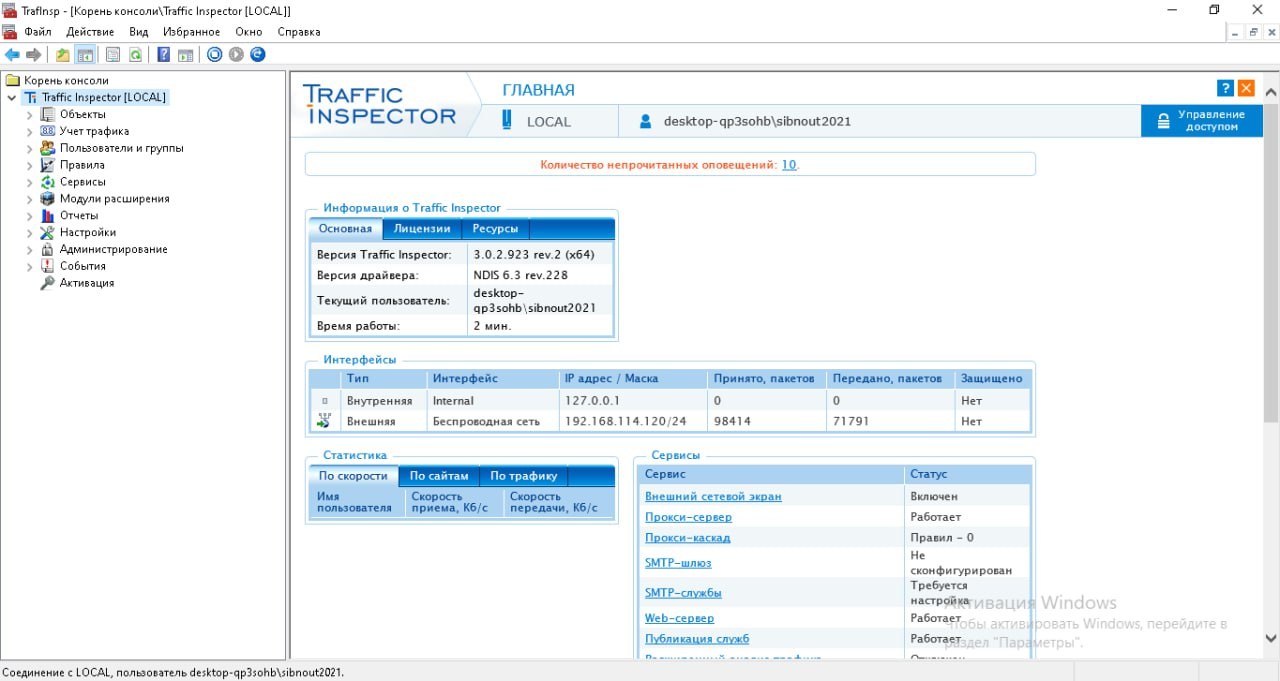 TrafInsp - [Корень консоли\Traffic Inspector [LOCAL]]
Файл Действие Вид Избранное Окно Справка
Корень консоли
Traffic Inspector [LOCAL]
Объекты
Учет трафика
Пользователи и группы
Правила
Сервисы
Модули расширения
Отчеты
Настройки
Администрирование
События
Активация
TRAFFIC
INSPECTOR
ГЛАВНАЯ
LOCAL
desktop-qp3sohb\sibnout2021
Управление
доступом
Количество непрочитанных оповещений: 10.
Информация о Traffic Inspector
Основная Лицензии Ресурсы
Версия Traffic Inspector: 3.0.2.923 rev.2 (x64)
Версия драйвера: NDIS 6.3 rev.228
Текущий пользователь: desktop-
qp3sohb\sibnout2021
Время работы: 2 мин.
Интерфейсы
Тип Интерфейс IP адрес / Маска Принято, пакетов Передано, пакетов Защищено
Внутренняя Internal 127.0.0.1 0 0 Нет
Внешняя Беспроводная сеть 192.168.114.120/24 98414 71791 Нет
Статистика
По скорости По сайтам По трафику
Имя
пользователя
Скорость
приема, Кб/с
Скорость
передачи, Кб/с
Сервисы
Сервис Статус
Внешний сетевой экран Включен
Прокси-сервер Работает
Прокси-каскад Правил - 0
SMTP-шлюз Не
сконфигурирован
SMTP-службы Требуется
настройка
Web-сервер Работает
Публикация служб Работает
Расширенный анализ трафика Отключен
Активация Windows
Чтобы активировать Windows, перейдите в
раздел "Параметры".
Соединение с LOCAL, пользователь desktop-qp3sohb\sibnout2021.